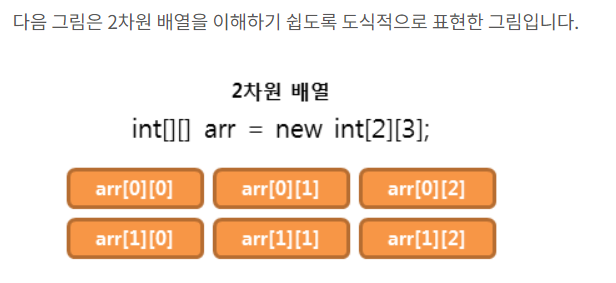 다음 그림은 2차원 배열을 이해하기 쉽도록 도식적으로 표현한 그림입니다.
2차원 배열
int[][] arr = new int[2][3];
arr[0][0] arr[0][1] arr[0][2]
arr[1][0] arr[1][1] arr[1][2]